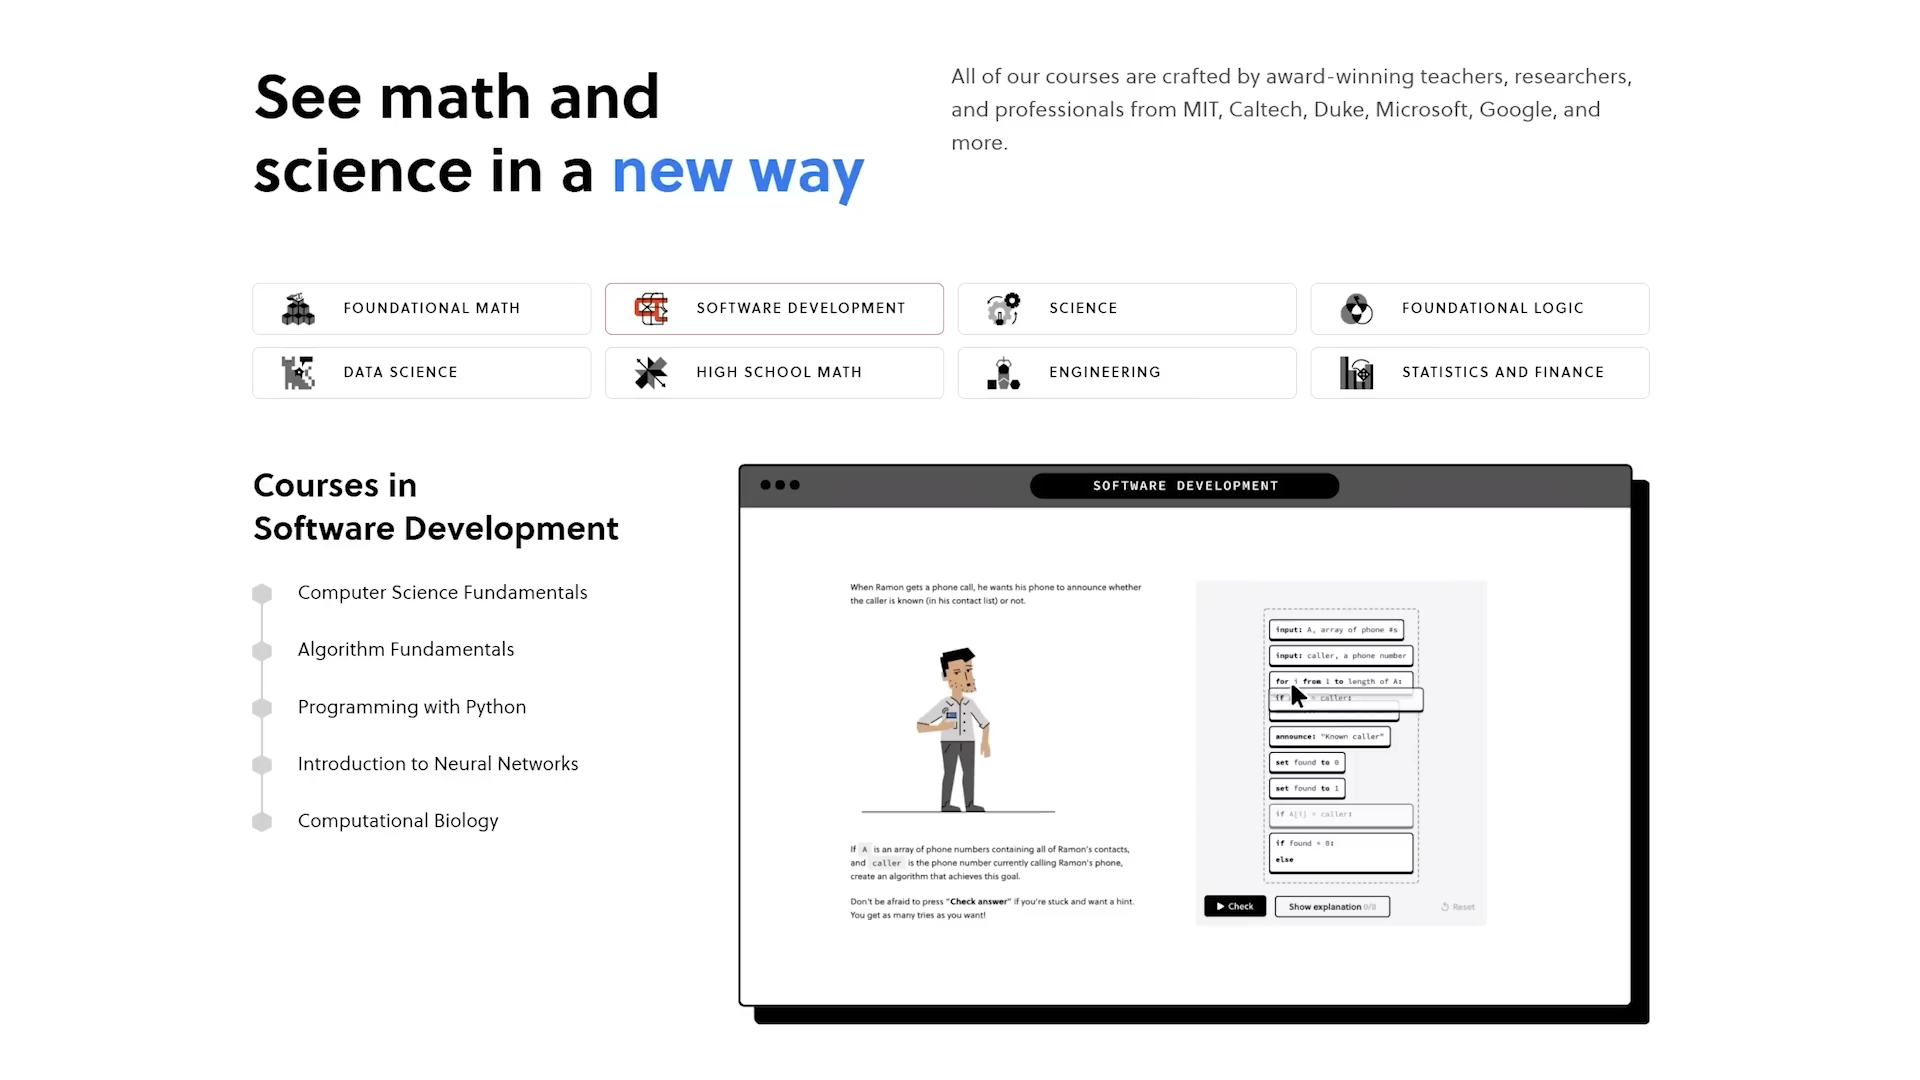 See math and
science in a new way
All of our courses are crafted by award-winning teachers, researchers,
and professionals from MIT, Caltech, Duke, Microsoft, Google, and
more.
FOUNDATIONAL MATH
SOFTWARE DEVELOPMENT
SCIENCE
FOUNDATIONAL LOGIC
DATA SCIENCE
HIGH SCHOOL MATH
ENGINEERING
STATISTICS AND FINANCE
Courses in
Software Development
Computer Science Fundamentals
Algorithm Fundamentals
Programming with Python
Introduction to Neural Networks
Computational Biology
SOFTWARE DEVELOPMENT
When Ramon gets a phone call, he wants his phone to announce whether
the caller is known (in his contact list) or not.
If A is an array of phone numbers containing all of Ramon's contacts,
and caller is the phone number currently calling Ramon's phone,
create an algorithm that achieves this goal.
Don't be afraid to press "Check answer" if you're stuck and want a hint.
You get as many tries as you want!
input: A, array of phone #s
input: caller, a phone number
for i from 1 to length of A:
if = caller:
announce: "Known caller"
set found to 0
set found to 1
if A[i] = caller:
if found = 0:
else
Check
Show explanation 0/8
Reset